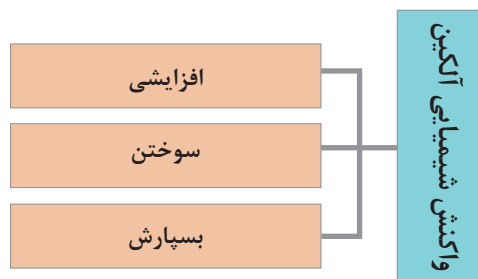 واکنش شیمیایی آلکین
افزایشی
سوختن
بسپارش